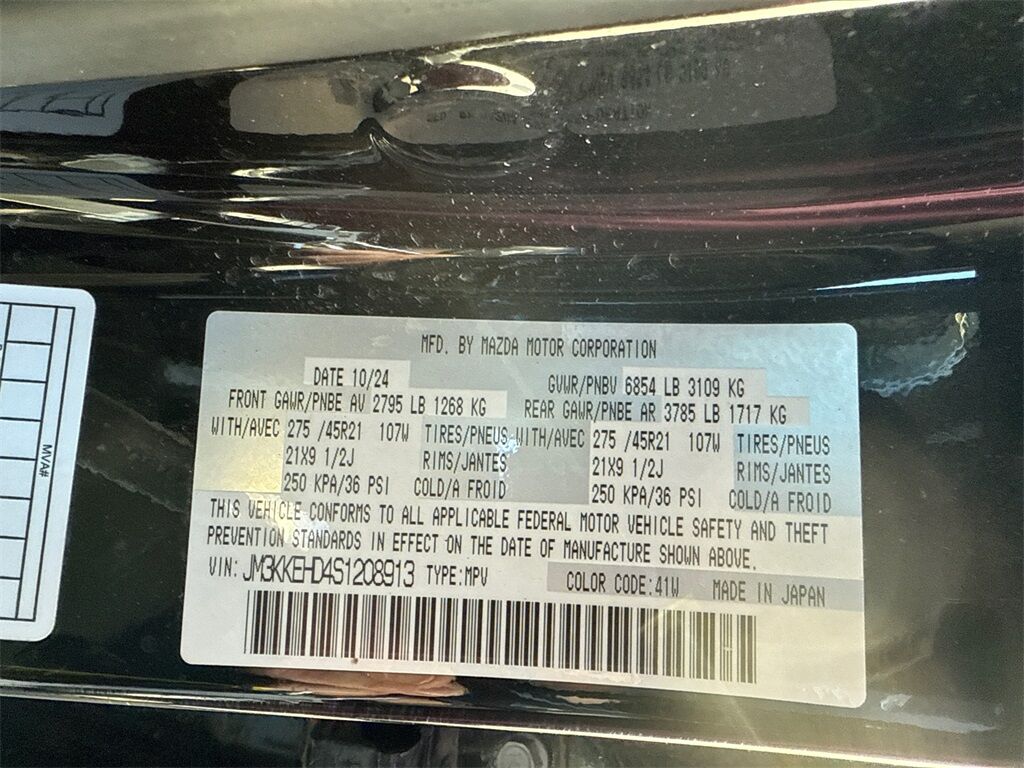 MFD. BY MAZDA MOTOR CORPORATION
DATE 10/24 GVWR/PNBV 6854 LB 3109 KG
FRONT GAWR/PNBE AV 2795 LB 1268 KG REAR GAWR/PNBE AR 3785 LB 1717 KG
WITH/AVEC 275 /45R21 107W TIRES/PNEUS WITH/AVEC 275 /45R21 107W TIRES/PNEUS
21X9 1/2J RIMS/JANTES 21X9 1/2J RIMS/JANTES
250 KPA/36 PSI COLD/A FROID 250 KPA/36 PSI COLD/A FROID
THIS VEHICLE CONFORMS TO ALL APPLICABLE FEDERAL MOTOR VEHICLE SAFETY AND THEFT
PREVENTION STANDARDS IN EFFECT ON THE DATE OF MANUFACTURE SHOWN ABOVE.
VIN: JM3KKEHD4S1208913 TYPE:MPV COLOR CODE:41W MADE IN JAPAN
MVA#